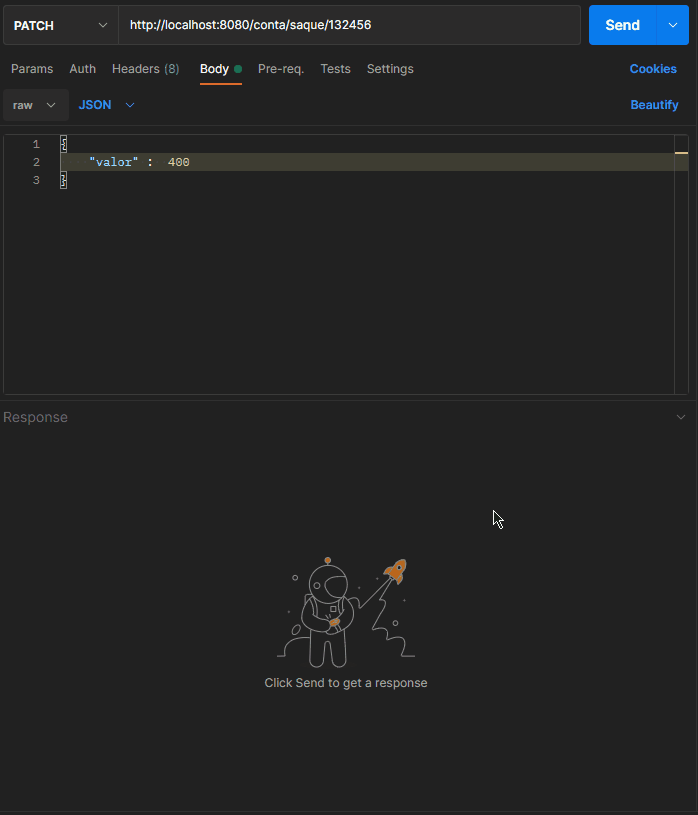 PATCH http://localhost:8080/conta/saque/132456 Send
Params Auth Headers (8) Body Pre-req. Tests Settings Cookies
raw JSON Beautify
1 {
2 "valor" : 400
3 }
Response
Click Send to get a response